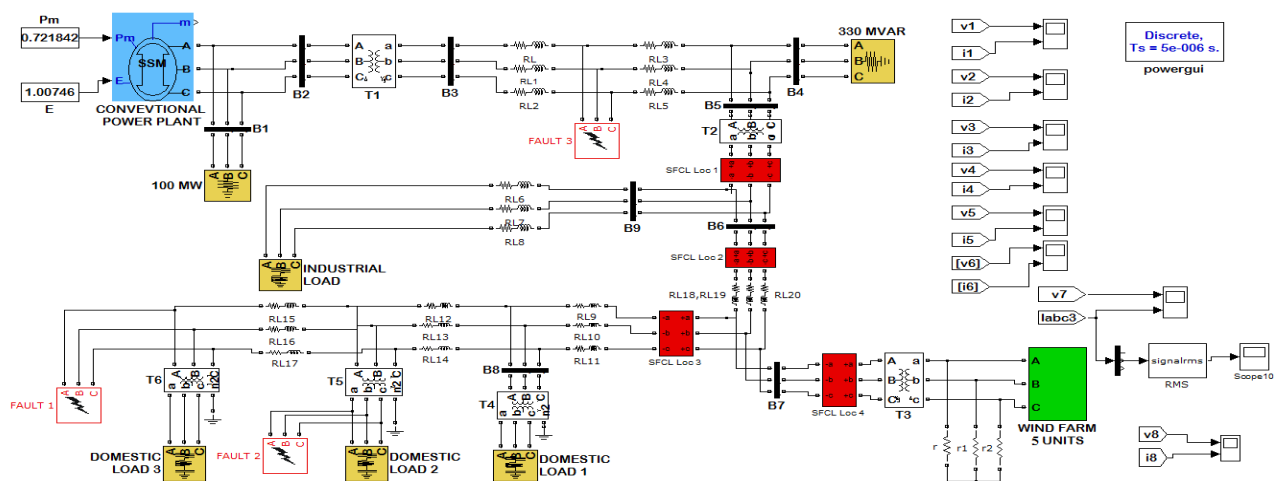 Pm
0.721842
1.00746
E
Pm
E
m
SSM
A
B
C
CONVEVTIONAL
POWER PLANT
B1
A B C
100 MW
B2
A a
B b
C c
T1
B3
RL
RL1
RL2
A B C
FAULT 3
RL3
RL4
RL5
B4
330 MVAR
A
B
C
B5
T2
A B C
a b c
SFCL Loc 1
RL6
RL7
RL8
B9
B6
A B C
INDUSTRIAL
LOAD
SFCL Loc 2
RL18,RL19
RL20
RL15
RL16
RL17
RL12
RL13
RL14
RL9
RL10
RL11
SFCL Loc 3
A B C
FAULT 1
T6
A B C
a b c n2
A B C
DOMESTIC
LOAD 3
T5
A B C
a b c n2
A B C
FAULT 2
A B C
DOMESTIC
LOAD 2
B8
T4
A B C
a b c n2
A B C
DOMESTIC
LOAD 1
B7
SFCL Loc 4
A a
B b
C c
T3
r
r1
r2
A
B
C
WIND FARM
5 UNITS
v1
i1
v2
i2
v3
i3
v4
i4
v5
i5
[v6]
[i6]
v7
Iabc3
signalrms
RMS
Scope10
v8
i8
Discrete,
Ts = 5e-006 s.
powergui